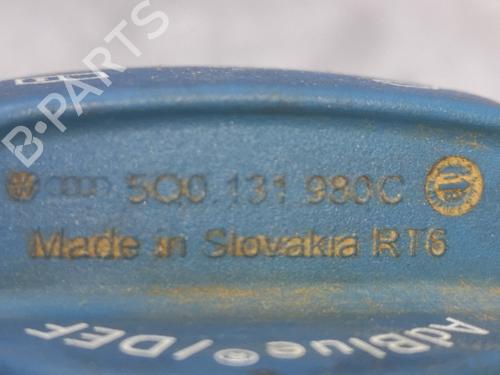 B-PARTS
5Q0.131.980C
Made in Slovakia RT6
AdBlue®/DEF